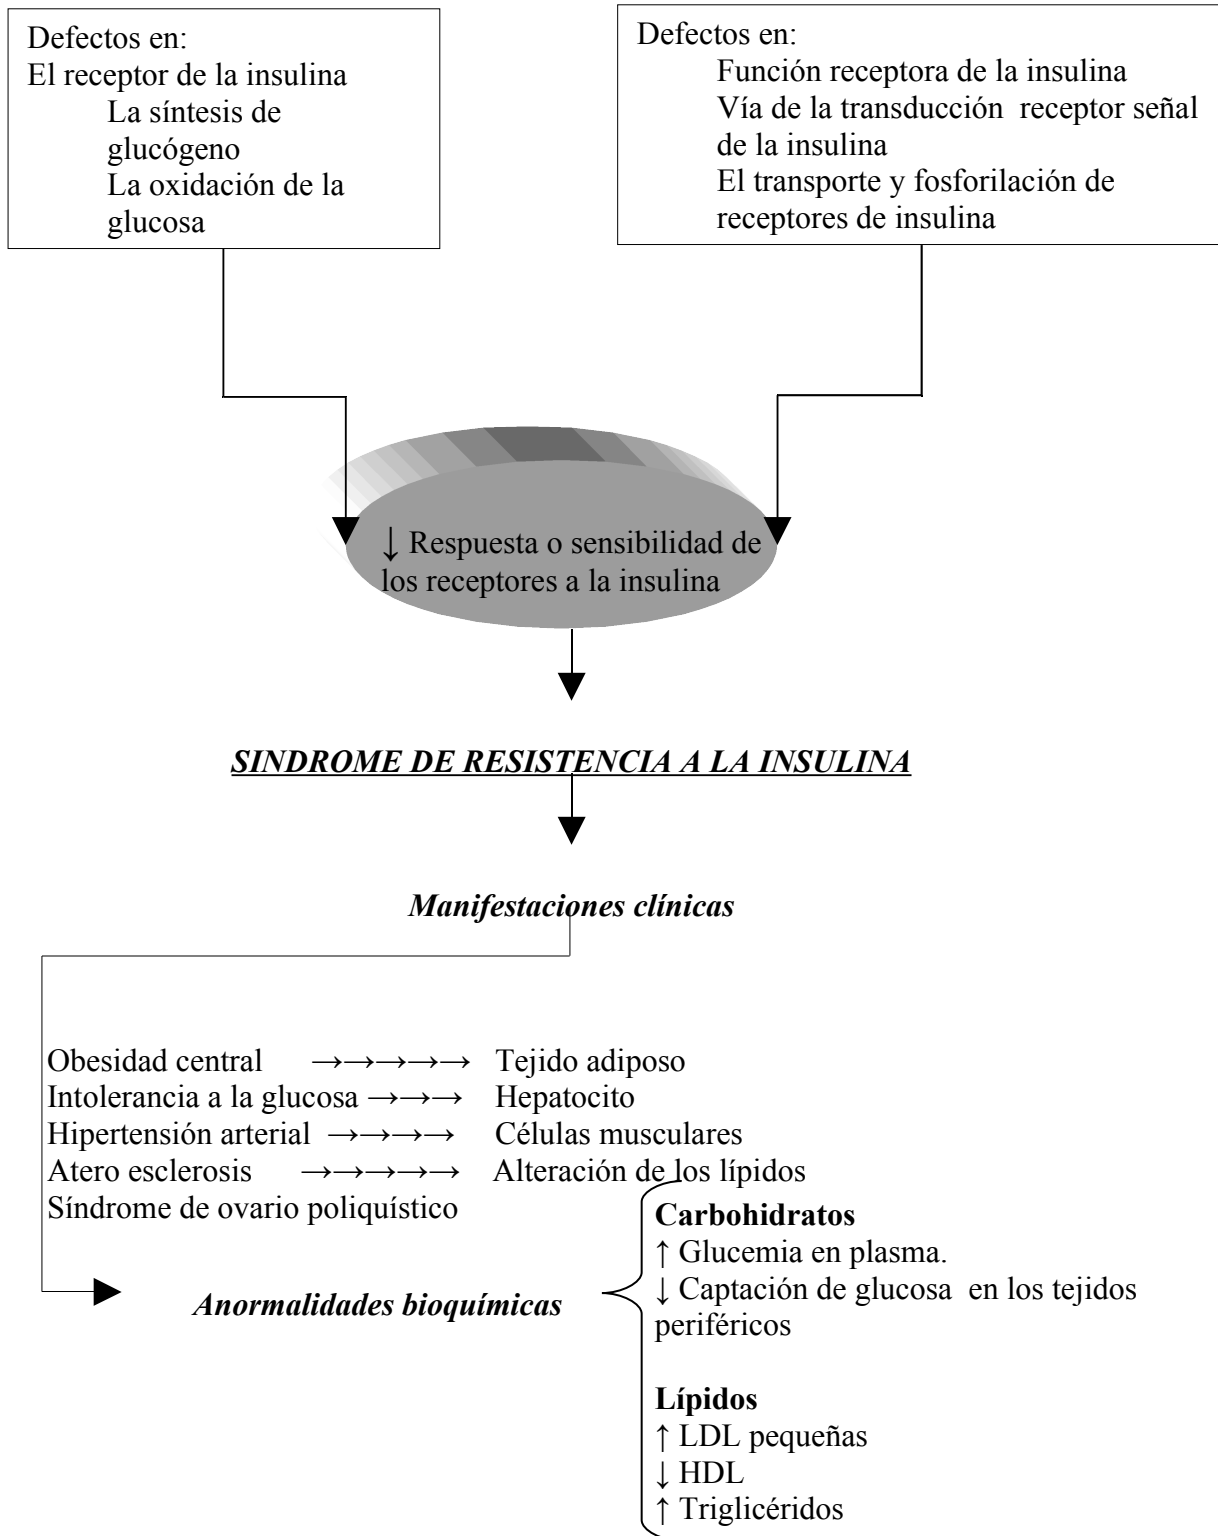 Defectos en:
El receptor de la insulina
La síntesis de
glucógeno
La oxidación de la
glucosa
Defectos en:
Función receptora de la insulina
Vía de la transducción receptor señal
de la insulina
El transporte y fosforilación de
receptores de insulina
↓ Respuesta o sensibilidad de
los receptores a la insulina
SINDROME DE RESISTENCIA A LA INSULINA
Manifestaciones clínicas
Obesidad central →→→→→ Tejido adiposo
Intolerancia a la glucosa →→→ Hepatocito
Hipertensión arterial →→→→ Células musculares
Atero esclerosis →→→→→ Alteración de los lípidos
Síndrome de ovario poliquístico
Anormalidades bioquímicas
Carbohidratos
↑ Glucemia en plasma.
↓ Captación de glucosa en los tejidos
periféricos
Lípidos
↑ LDL pequeñas
↓ HDL
↑ Triglicéridos